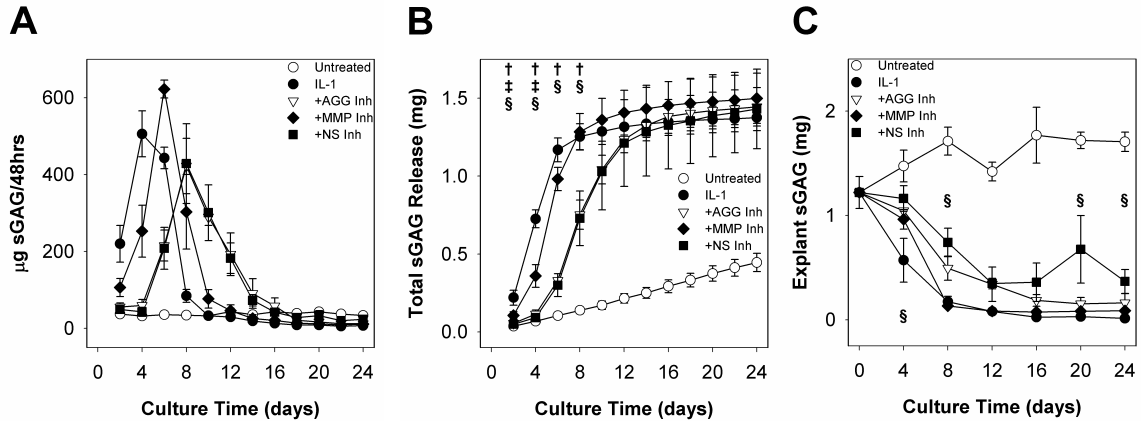 A
μg sGAG/48hrs
600
400
200
0
0 4 8 12 16 20 24
Culture Time (days)
Untreated
IL-1
+AGG Inh
+MMP Inh
+NS Inh
B
Total sGAG Release (mg)
1.5
1.0
0.5
0.0
† † † †
‡ ‡ § §
§ §
0 4 8 12 16 20 24
Culture Time (days)
Untreated
IL-1
+AGG Inh
+MMP Inh
+NS Inh
C
Explant sGAG (mg)
2
1
0
Untreated
IL-1
+AGG Inh
+MMP Inh
+NS Inh
§ § §
§
0 4 8 12 16 20 24
Culture Time (days)